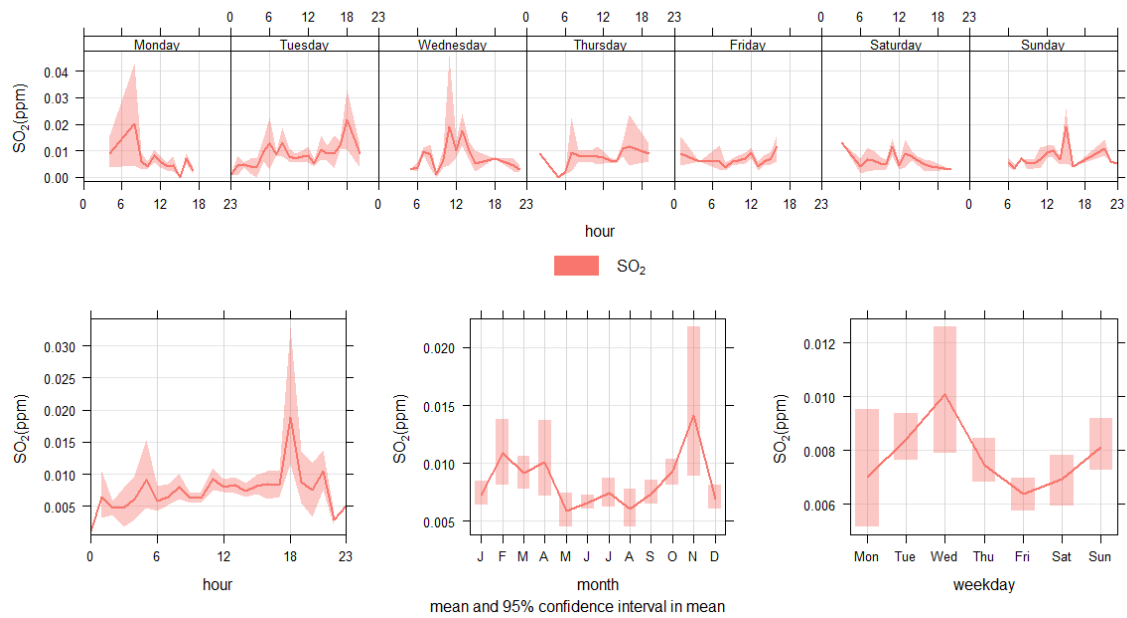 0 6 12 18 23 0 6 12 18 23 0 6 12 18 23
Monday Tuesday Wednesday Thursday Friday Saturday Sunday
SO₂(ppm)
0.04
0.03
0.02
0.01
0.00
0 6 12 18 23 0 6 12 18 23 0 6 12 18 23 0 6 12 18 23
hour
SO₂
SO₂(ppm)
0.030
0.025
0.020
0.015
0.010
0.005
0 6 12 18 23
hour
SO₂(ppm)
0.020
0.015
0.010
0.005
J F M A M J J A S O N D
month
SO₂(ppm)
0.012
0.010
0.008
0.006
Mon Tue Wed Thu Fri Sat Sun
weekday
mean and 95% confidence interval in mean